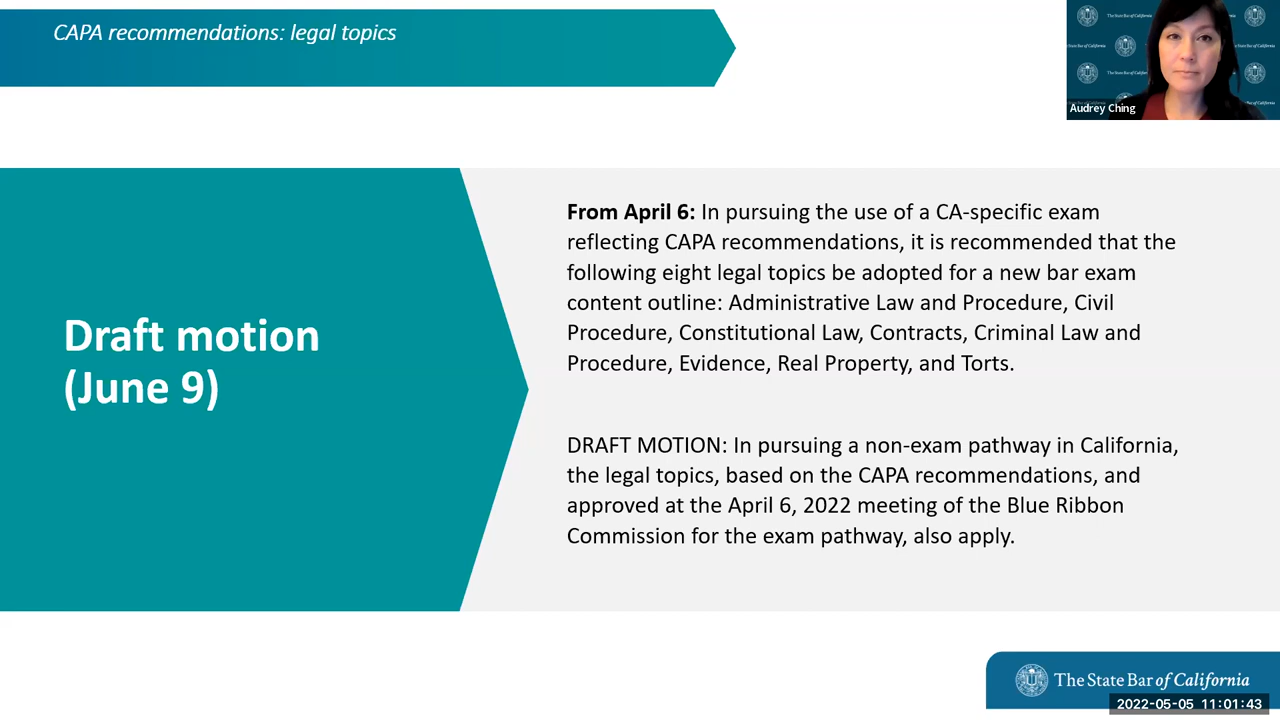 CAPA recommendations: legal topics
Audrey Ching
Draft motion
(June 9)
From April 6: In pursuing the use of a CA-specific exam
reflecting CAPA recommendations, it is recommended that the
following eight legal topics be adopted for a new bar exam
content outline: Administrative Law and Procedure, Civil
Procedure, Constitutional Law, Contracts, Criminal Law and
Procedure, Evidence, Real Property, and Torts.
DRAFT MOTION: In pursuing a non-exam pathway in California,
the legal topics, based on the CAPA recommendations, and
approved at the April 6, 2022 meeting of the Blue Ribbon
Commission for the exam pathway, also apply.
The State Bar of California
2022-05-05 11:01:43